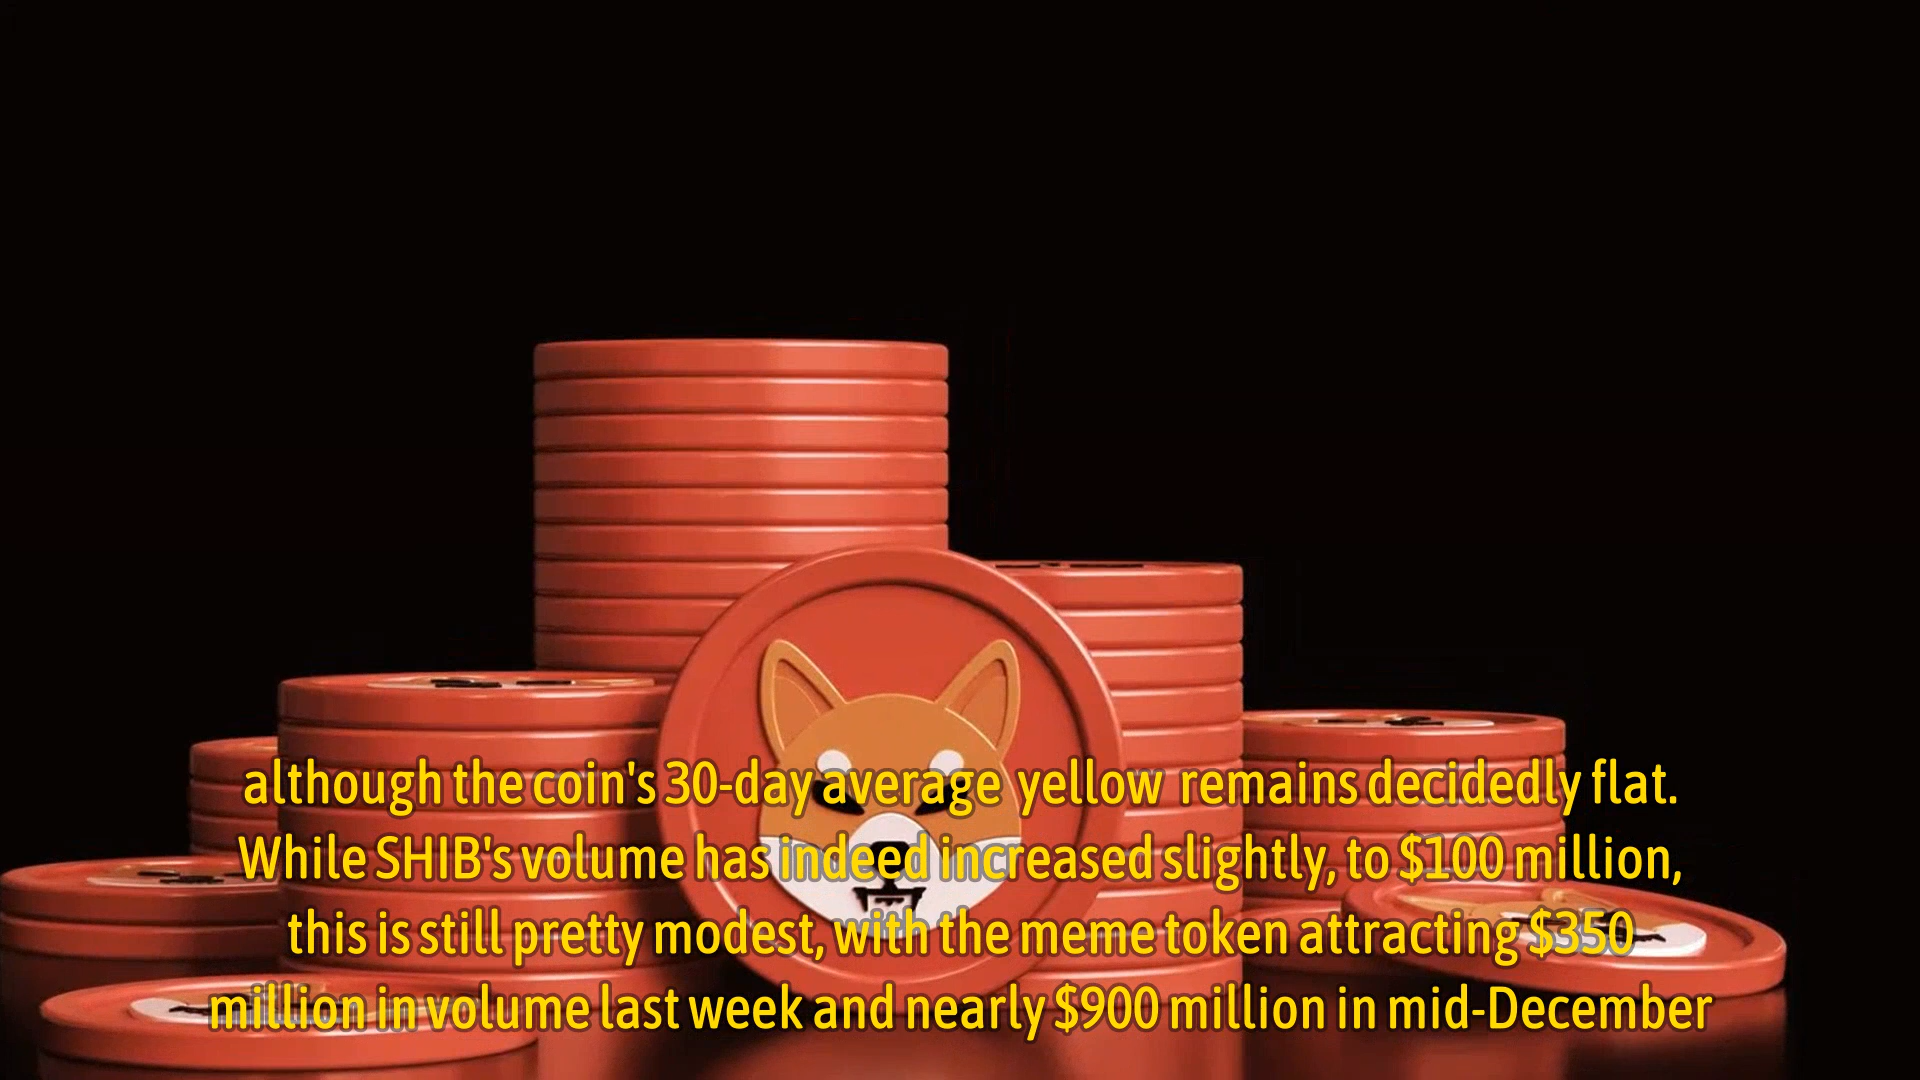 although the coin's 30-day average yellow remains decidedly flat.
While SHIB's volume has indeed increased slightly, to $100 million,
this is still pretty modest, with the meme token attracting $350
million in volume last week and nearly $900 million in mid-December